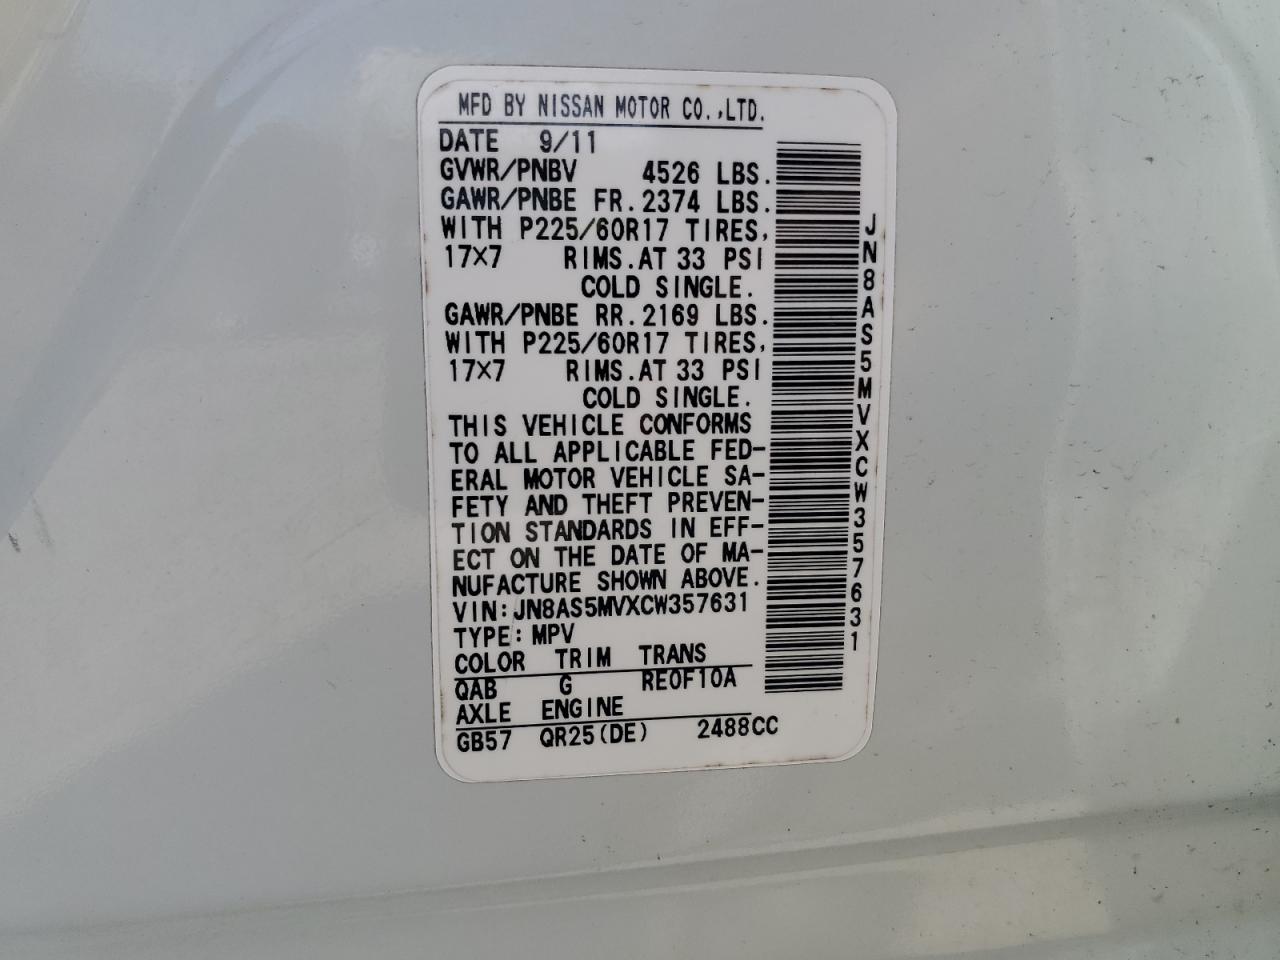 MFD BY NISSAN MOTOR CO.,LTD.
DATE 9/11
GVWR/PNBV 4526 LBS.
GAWR/PNBE FR.2374 LBS.
WITH P225/60R17 TIRES,
17×7 RIMS.AT 33 PSI
COLD SINGLE.
GAWR/PNBE RR.2169 LBS.
WITH P225/60R17 TIRES,
17×7 RIMS.AT 33 PSI
COLD SINGLE.
THIS VEHICLE CONFORMS
TO ALL APPLICABLE FED-
ERAL MOTOR VEHICLE SA-
FETY AND THEFT PREVEN-
TION STANDARDS IN EFF-
ECT ON THE DATE OF MA-
NUFACTURE SHOWN ABOVE.
VIN:JN8AS5MVXCW357631
TYPE:MPV
COLOR TRIM TRANS
QAB G RE0F10A
AXLE ENGINE
GB57 QR25(DE) 2488CC
JN8AS5MVXCW357631